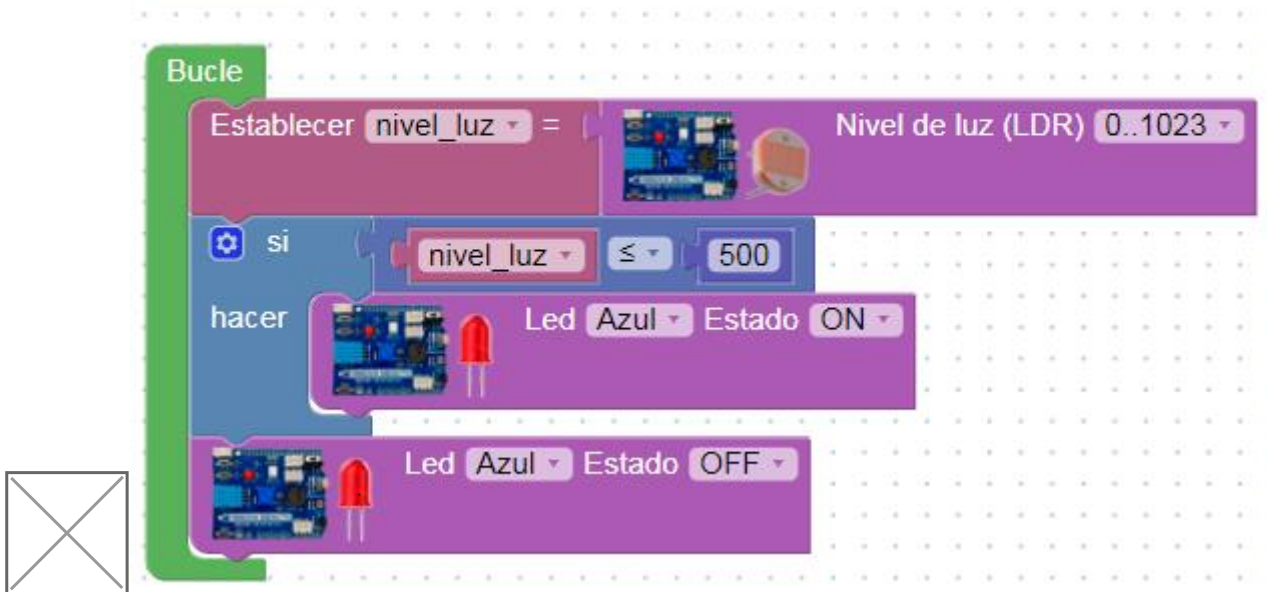 Bucle
Establecer nivel_luz = Nivel de luz (LDR) 0..1023
si nivel_luz ≤ 500
hacer Led Azul Estado ON
Led Azul Estado OFF